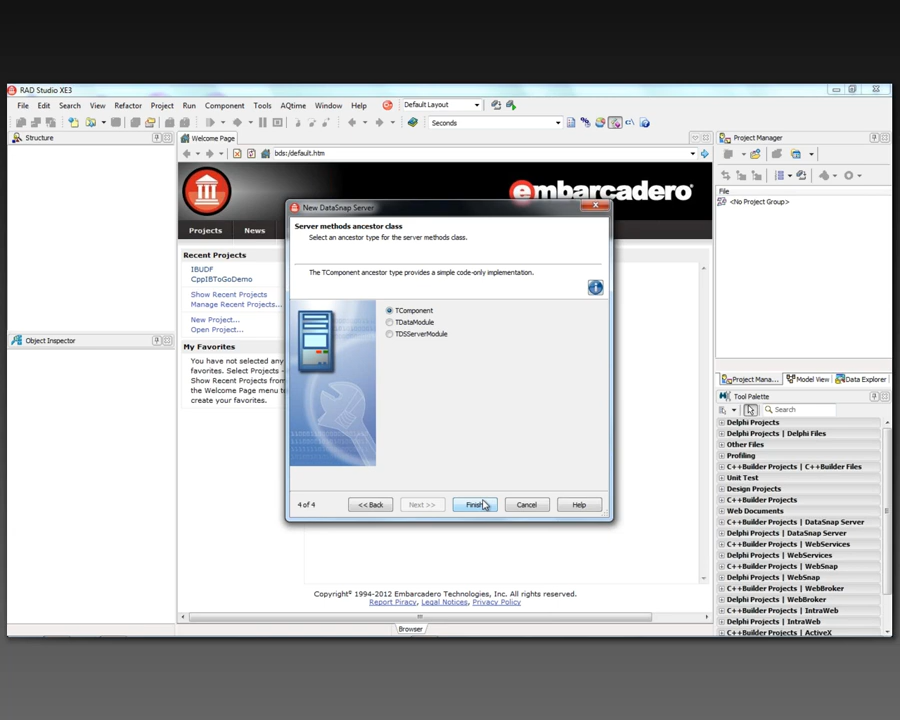 RAD Studio XE3
File Edit Search View Refactor Project Run Component Tools AQtime Window Help Default Layout
Seconds
Structure
Welcome Page
Project Manager
bds:/default.htm
File
<No Project Group>
embarcadero
Projects News
Recent Projects
IBUDF
CppIBToGoDemo
Show Recent Projects
Manage Recent Projects...
New Project...
Open Project...
My Favorites
You have not selected any
favorites. Select Projects -
Show Recent Projects from
the Welcome Page menu to
create your favorites.
Object Inspector
New DataSnap Server
Server methods ancestor class
Select an ancestor type for the server methods class.
The TComponent ancestor type provides a simple code-only implementation.
TComponent
TDataModule
TDSServerModule
4 of 4 << Back Next >> Finish Cancel Help
Project Mana... Model View Data Explorer
Tool Palette
Search
Delphi Projects
Delphi Projects | Delphi Files
Other Files
Profiling
C++Builder Projects | C++Builder Files
Unit Test
Design Projects
C++Builder Projects
Web Documents
C++Builder Projects | DataSnap Server
Delphi Projects | DataSnap Server
C++Builder Projects | WebServices
Delphi Projects | WebServices
C++Builder Projects | WebSnap
Delphi Projects | WebSnap
C++Builder Projects | WebBroker
Delphi Projects | WebBroker
C++Builder Projects | IntraWeb
Delphi Projects | IntraWeb
C++Builder Projects | ActiveX
Copyright© 1994-2012 Embarcadero Technologies, Inc. All rights reserved.
Report Piracy, Legal Notices, Privacy Policy
Browser